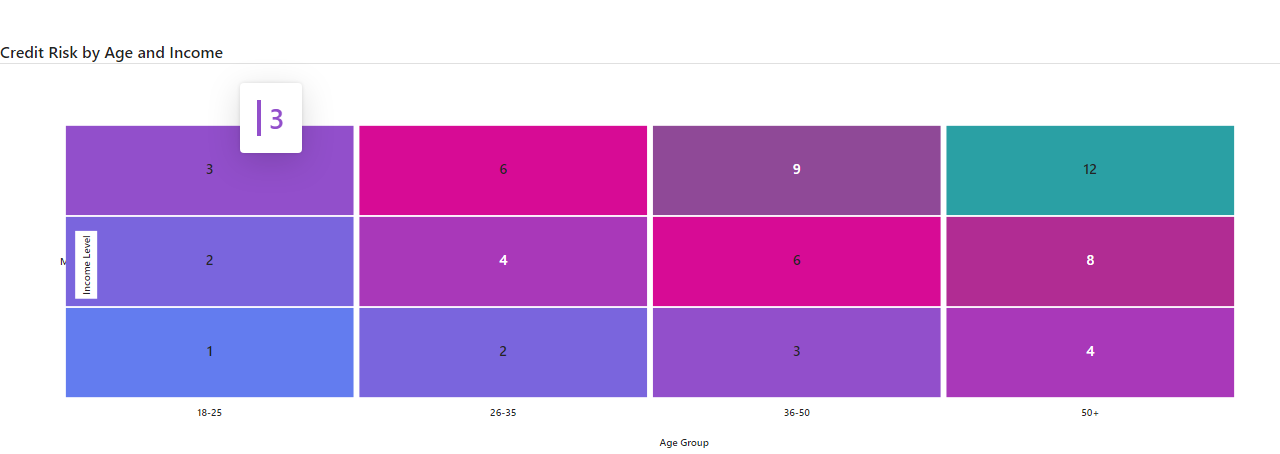 Credit Risk by Age and Income
3
3 6 9 12
2 4 6 8
Income Level
1 2 3 4
18-25 26-35 36-50 50+
Age Group